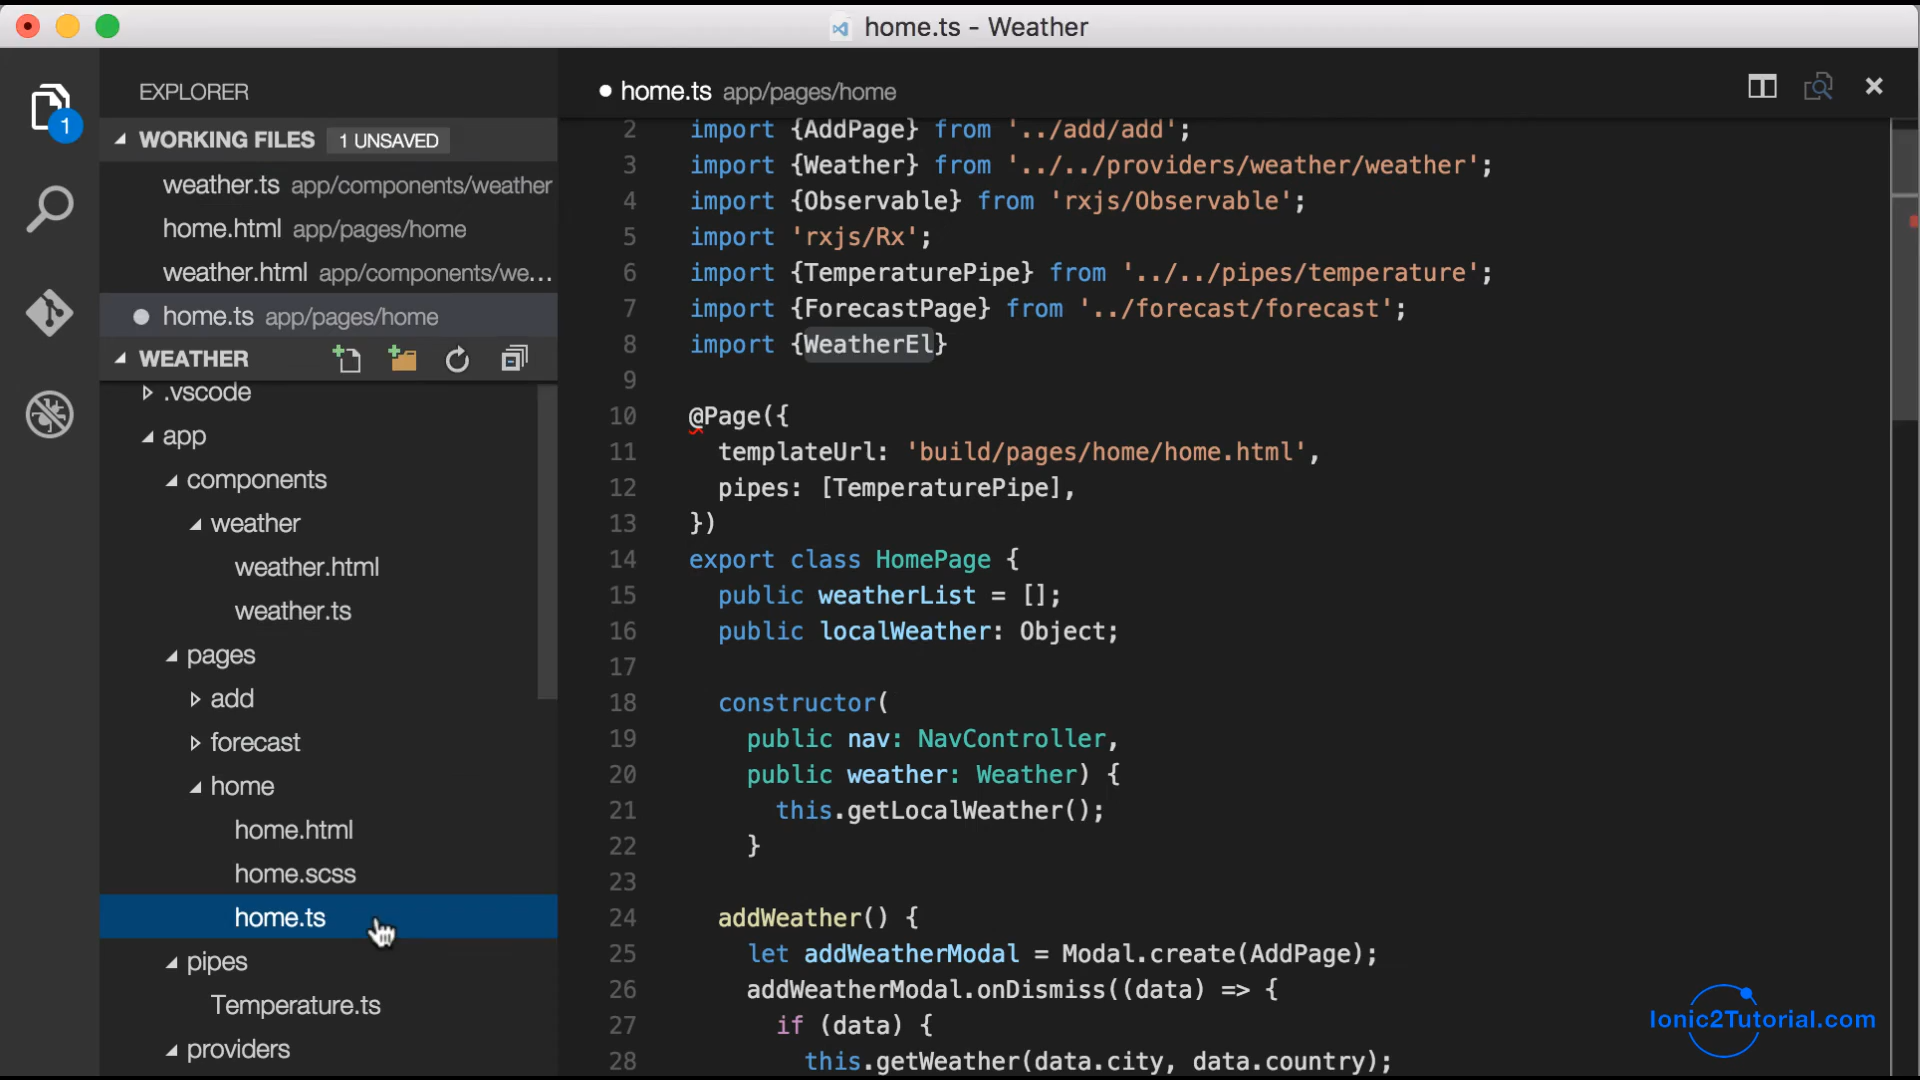 home.ts - Weather
EXPLORER
WORKING FILES 1 UNSAVED
1
weather.ts app/components/weather
home.html app/pages/home
weather.html app/components/we...
home.ts app/pages/home
WEATHER
.vscode
app
components
weather
weather.html
weather.ts
pages
add
forecast
home
home.html
home.scss
home.ts
pipes
Temperature.ts
providers
home.ts app/pages/home
2 import {AddPage} from '../add/add';
3 import {Weather} from '../../providers/weather/weather';
4 import {Observable} from 'rxjs/Observable';
5 import 'rxjs/Rx';
6 import {TemperaturePipe} from '../../pipes/temperature';
7 import {ForecastPage} from '../forecast/forecast';
8 import {WeatherEl}
9
10 @Page({
11 templateUrl: 'build/pages/home/home.html',
12 pipes: [TemperaturePipe],
13 })
14 export class HomePage {
15 public weatherList = [];
16 public localWeather: Object;
17
18 constructor(
19 public nav: NavController,
20 public weather: Weather) {
21 this.getLocalWeather();
22 }
23
24 addWeather() {
25 let addWeatherModal = Modal.create(AddPage);
26 addWeatherModal.onDismiss((data) => {
27 if (data) {
28 this.getWeather(data.city, data.country);
Ionic2Tutorial.com